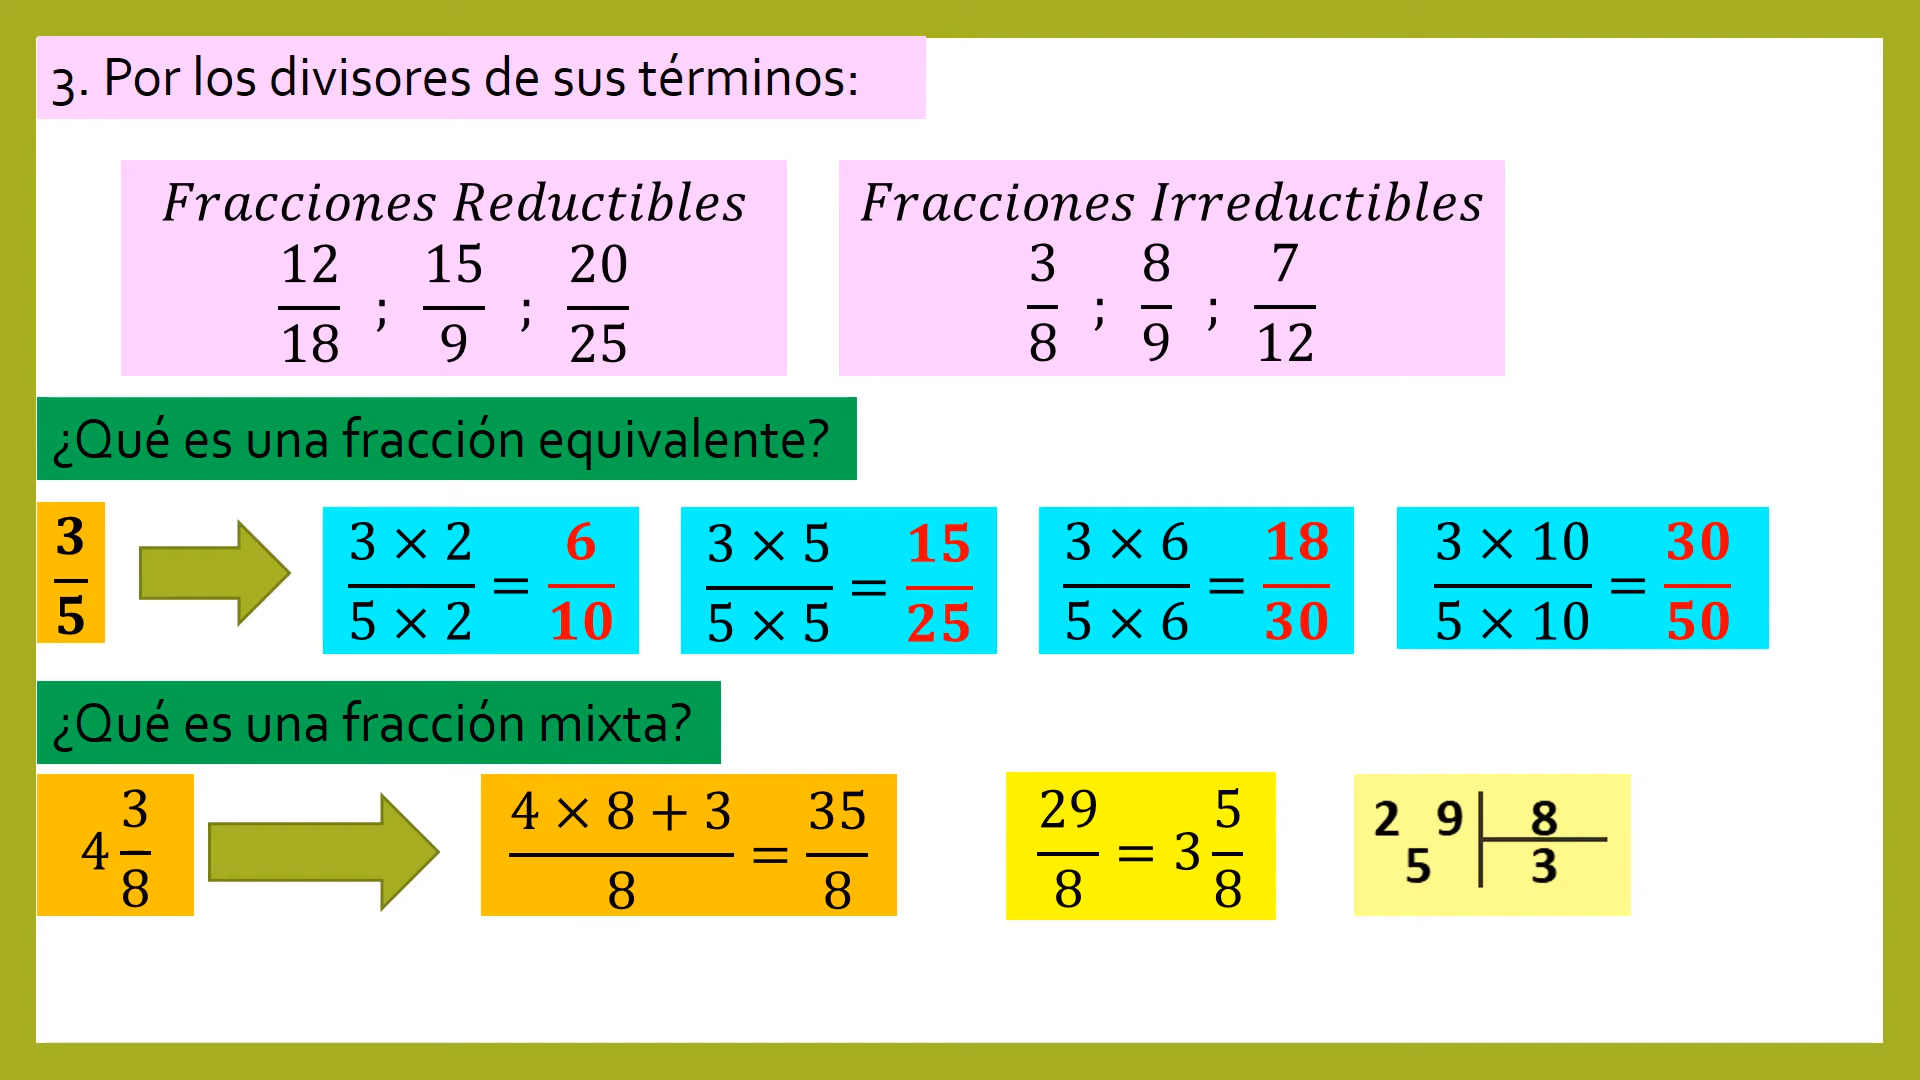 3. Por los divisores de sus términos:
Fracciones Reductibles
12/18 ; 15/9 ; 20/25
Fracciones Irreductibles
3/8 ; 8/9 ; 7/12
¿Qué es una fracción equivalente?
3/5
3 × 2 / 5 × 2 = 6/10
3 × 5 / 5 × 5 = 15/25
3 × 6 / 5 × 6 = 18/30
3 × 10 / 5 × 10 = 30/50
¿Qué es una fracción mixta?
4 3/8
4 × 8 + 3 / 8 = 35/8
29/8 = 3 5/8
2 9 8
5 3